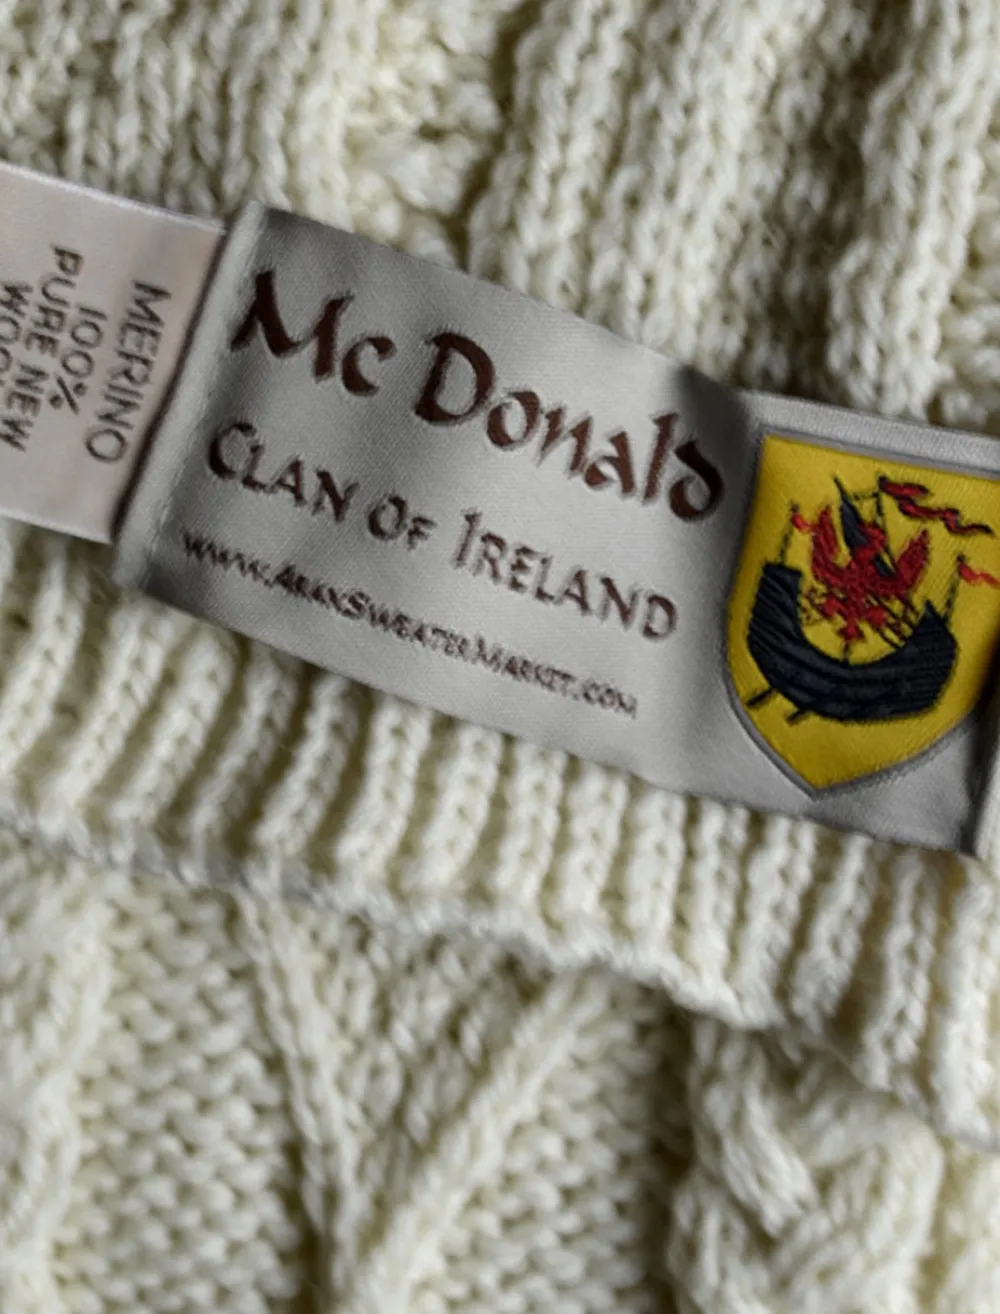 Mc Donald
CLAN OF IRELAND
WWW.ARANSWEATERMARKET.COM
MERINO
100%
PURE NEW
WOOL